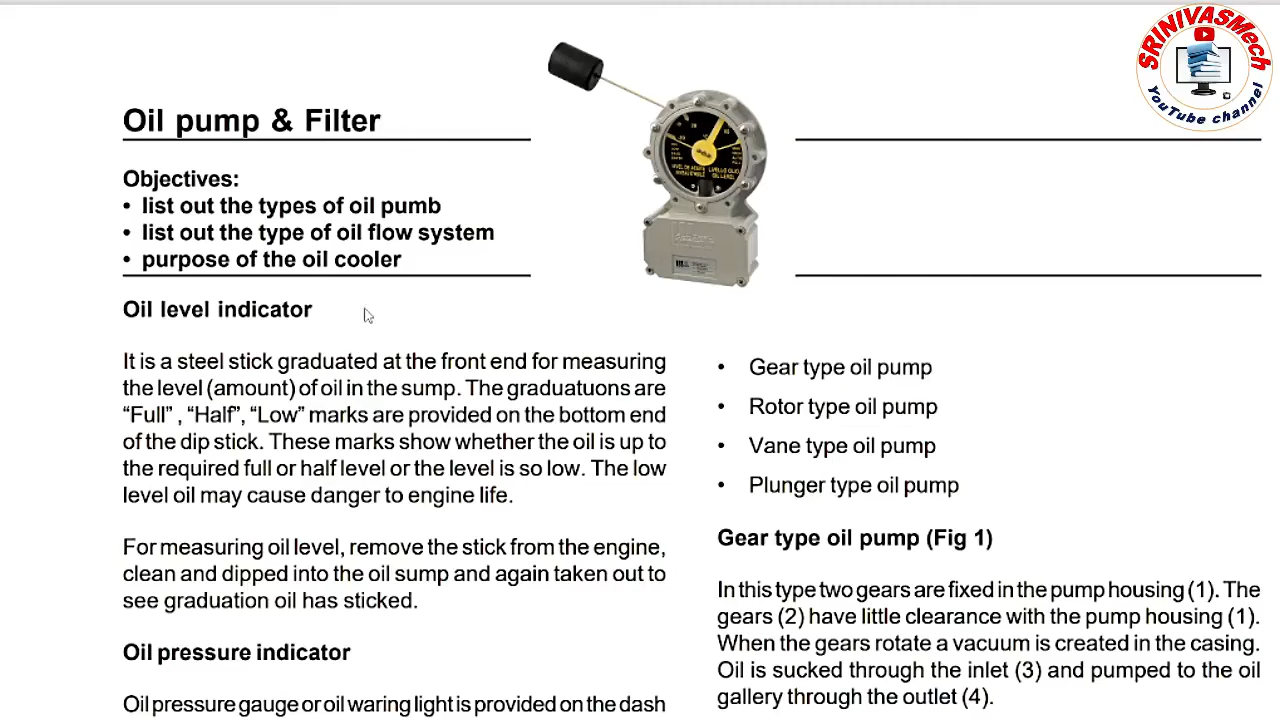 SRINIVASMech
YouTube channel
Oil pump & Filter
Objectives:
• list out the types of oil pumb
• list out the type of oil flow system
• purpose of the oil cooler
Oil level indicator
It is a steel stick graduated at the front end for measuring
the level (amount) of oil in the sump. The graduatuons are
“Full” , “Half”, “Low” marks are provided on the bottom end
of the dip stick. These marks show whether the oil is up to
the required full or half level or the level is so low. The low
level oil may cause danger to engine life.
For measuring oil level, remove the stick from the engine,
clean and dipped into the oil sump and again taken out to
see graduation oil has sticked.
Oil pressure indicator
Oil pressure gauge or oil waring light is provided on the dash
• Gear type oil pump
• Rotor type oil pump
• Vane type oil pump
• Plunger type oil pump
Gear type oil pump (Fig 1)
In this type two gears are fixed in the pump housing (1). The
gears (2) have little clearance with the pump housing (1).
When the gears rotate a vacuum is created in the casing.
Oil is sucked through the inlet (3) and pumped to the oil
gallery through the outlet (4).